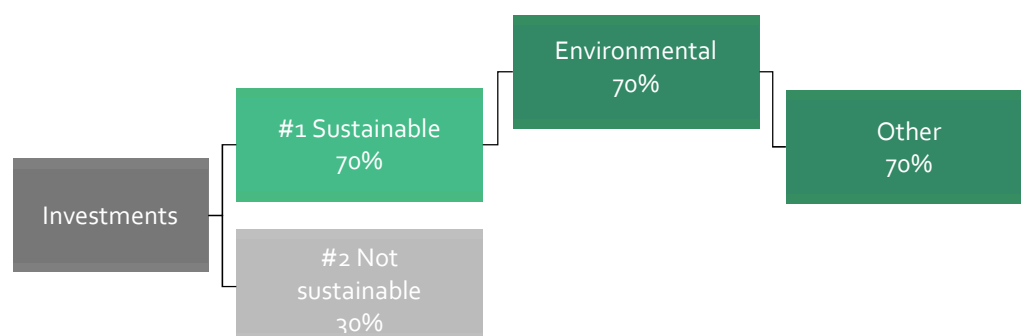 Investments
#1 Sustainable
70%
#2 Not
sustainable
30%
Environmental
70%
Other
70%